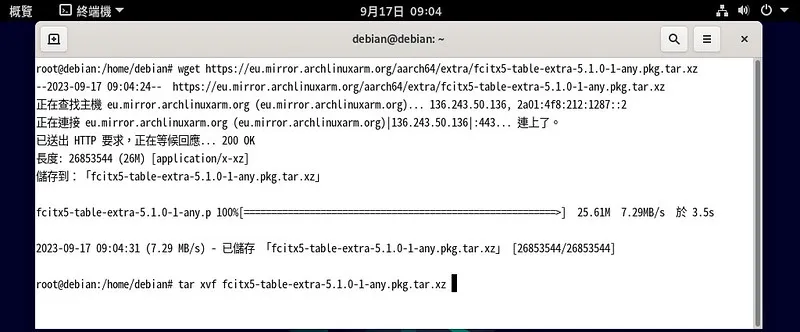 概覽 終端機 9月17日 09:04
debian@debian: ~
root@debian:/home/debian# wget https://eu.mirror.archlinuxarm.org/aarch64/extra/fcitx5-table-extra-5.1.0-1-any.pkg.tar.xz
--2023-09-17 09:04:24-- https://eu.mirror.archlinuxarm.org/aarch64/extra/fcitx5-table-extra-5.1.0-1-any.pkg.tar.xz
正在查找主機 eu.mirror.archlinuxarm.org (eu.mirror.archlinuxarm.org)... 136.243.50.136, 2a01:4f8:212:1287::2
正在連接 eu.mirror.archlinuxarm.org (eu.mirror.archlinuxarm.org)|136.243.50.136|:443... 連上了。
已送出 HTTP 要求，正在等候回應... 200 OK
長度: 26853544 (26M) [application/x-xz]
儲存到：「fcitx5-table-extra-5.1.0-1-any.pkg.tar.xz」
fcitx5-table-extra-5.1.0-1-any.p 100%[=========================================================>] 25.61M 7.29MB/s 於 3.5s
2023-09-17 09:04:31 (7.29 MB/s) - 已儲存 「fcitx5-table-extra-5.1.0-1-any.pkg.tar.xz」 [26853544/26853544]
root@debian:/home/debian# tar xvf fcitx5-table-extra-5.1.0-1-any.pkg.tar.xz